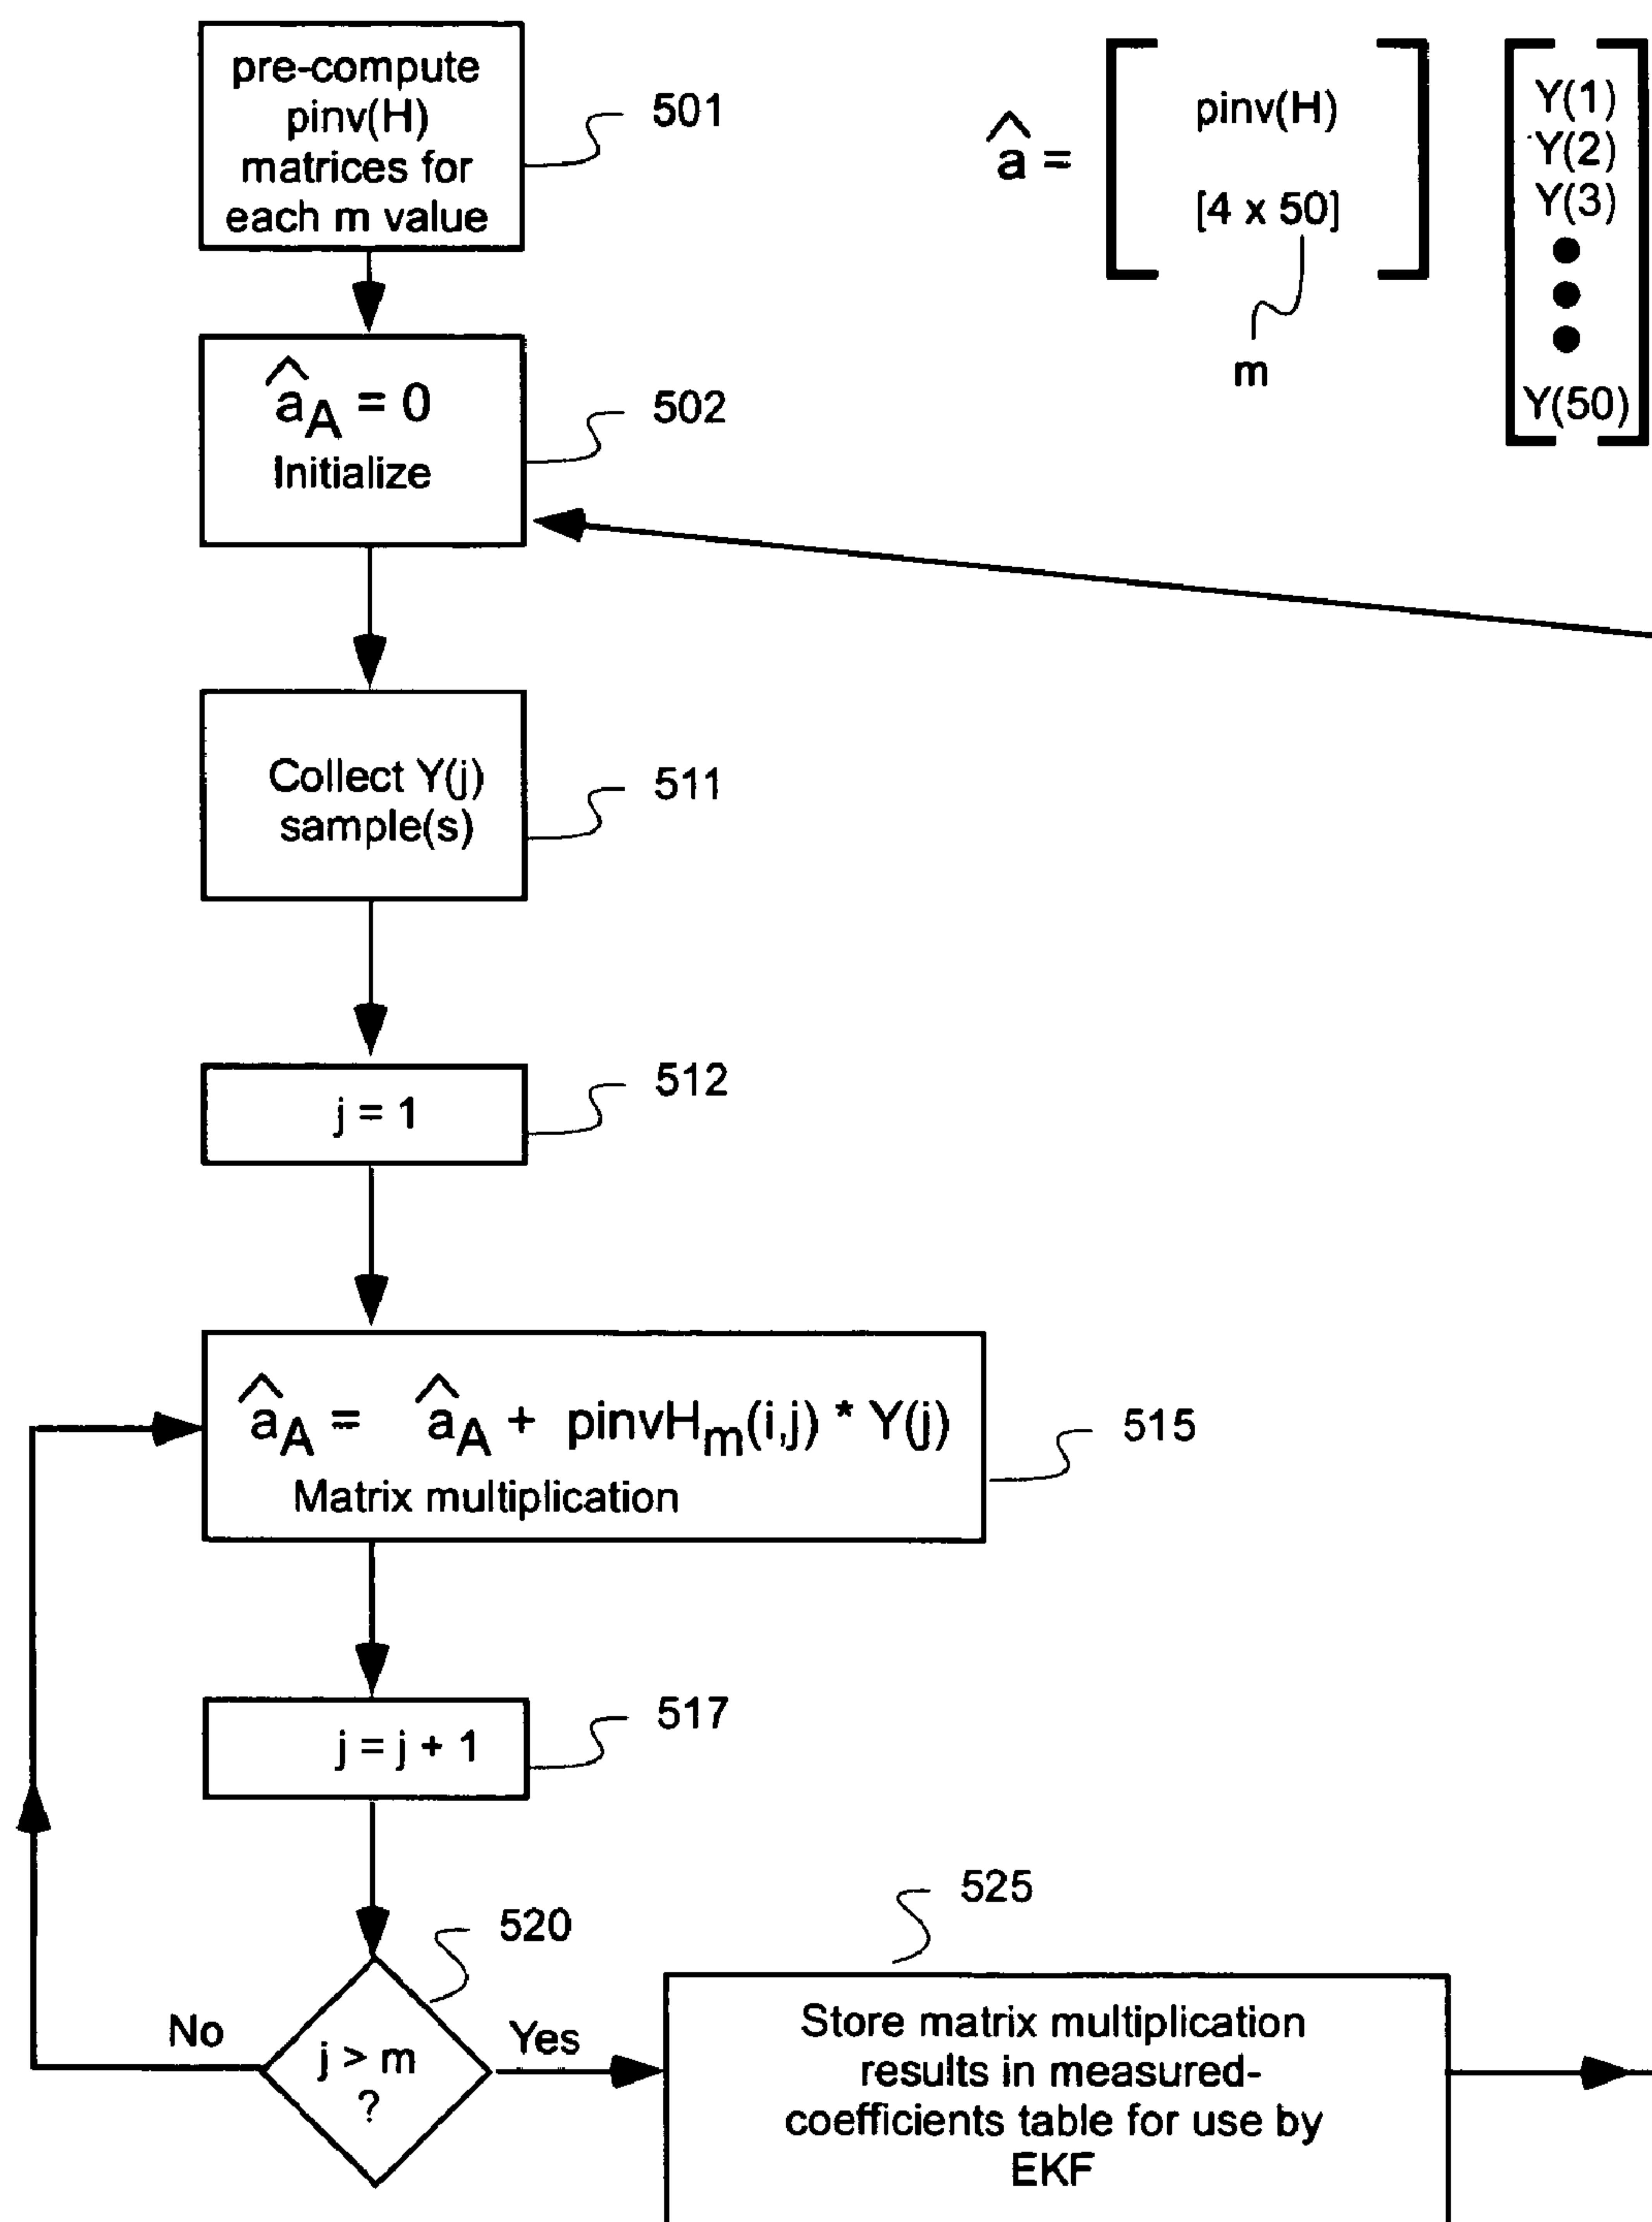 pre-compute
pinv(H)
matrices for
each m value
501
â =
pinv(H)
[4 x 50]
m
Y(1)
Y(2)
Y(3)
Y(50)
â_A = 0
Initialize
502
Collect Y(j)
sample(s)
511
j = 1
512
â_A = â_A + pinvH_m(i,j) * Y(j)
Matrix multiplication
515
j = j + 1
517
520
j > m
?
No
Yes
525
Store matrix multiplication
results in measured-
coefficients table for use by
EKF